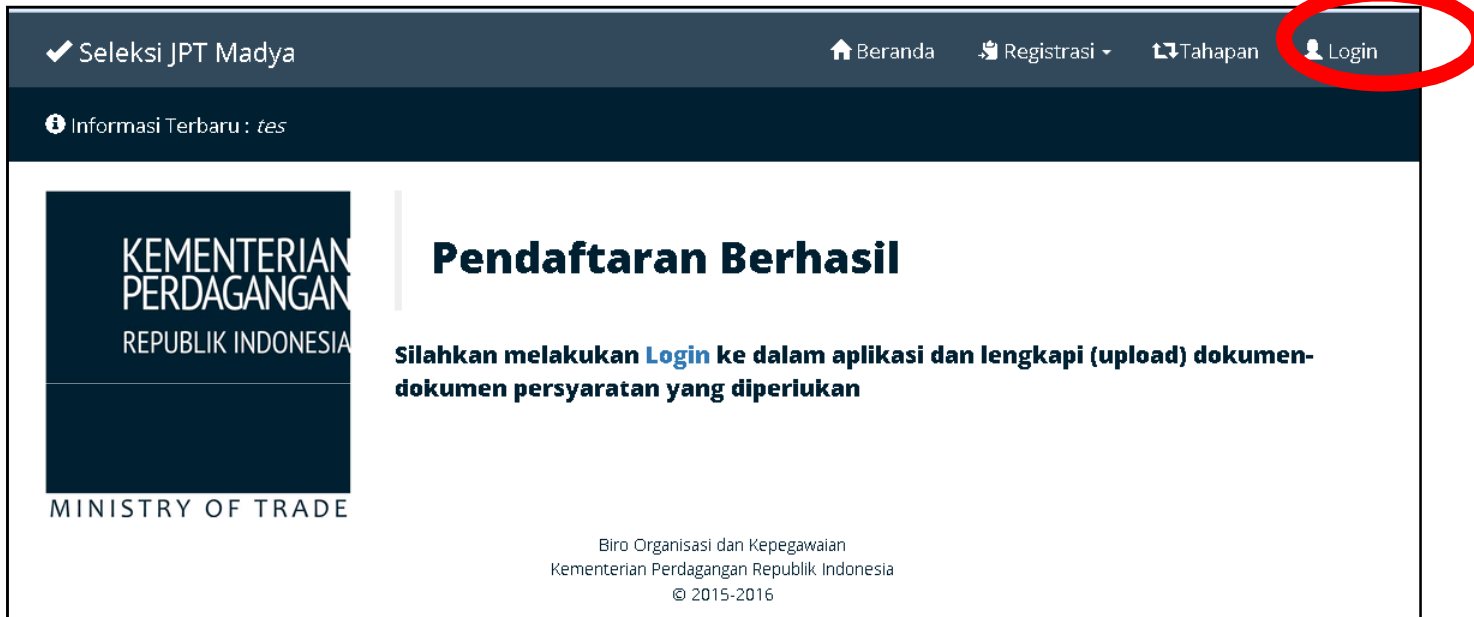 Seleksi JPT Madya
Beranda Registrasi Tahapan Login
Informasi Terbaru : tes
KEMENTERIAN
PERDAGANGAN
REPUBLIK INDONESIA
MINISTRY OF TRADE
Pendaftaran Berhasil
Silahkan melakukan Login ke dalam aplikasi dan lengkapi (upload) dokumen-
dokumen persyaratan yang diperiukan
Biro Organisasi dan Kepegawaian
Kementerian Perdagangan Republik Indonesia
© 2015-2016